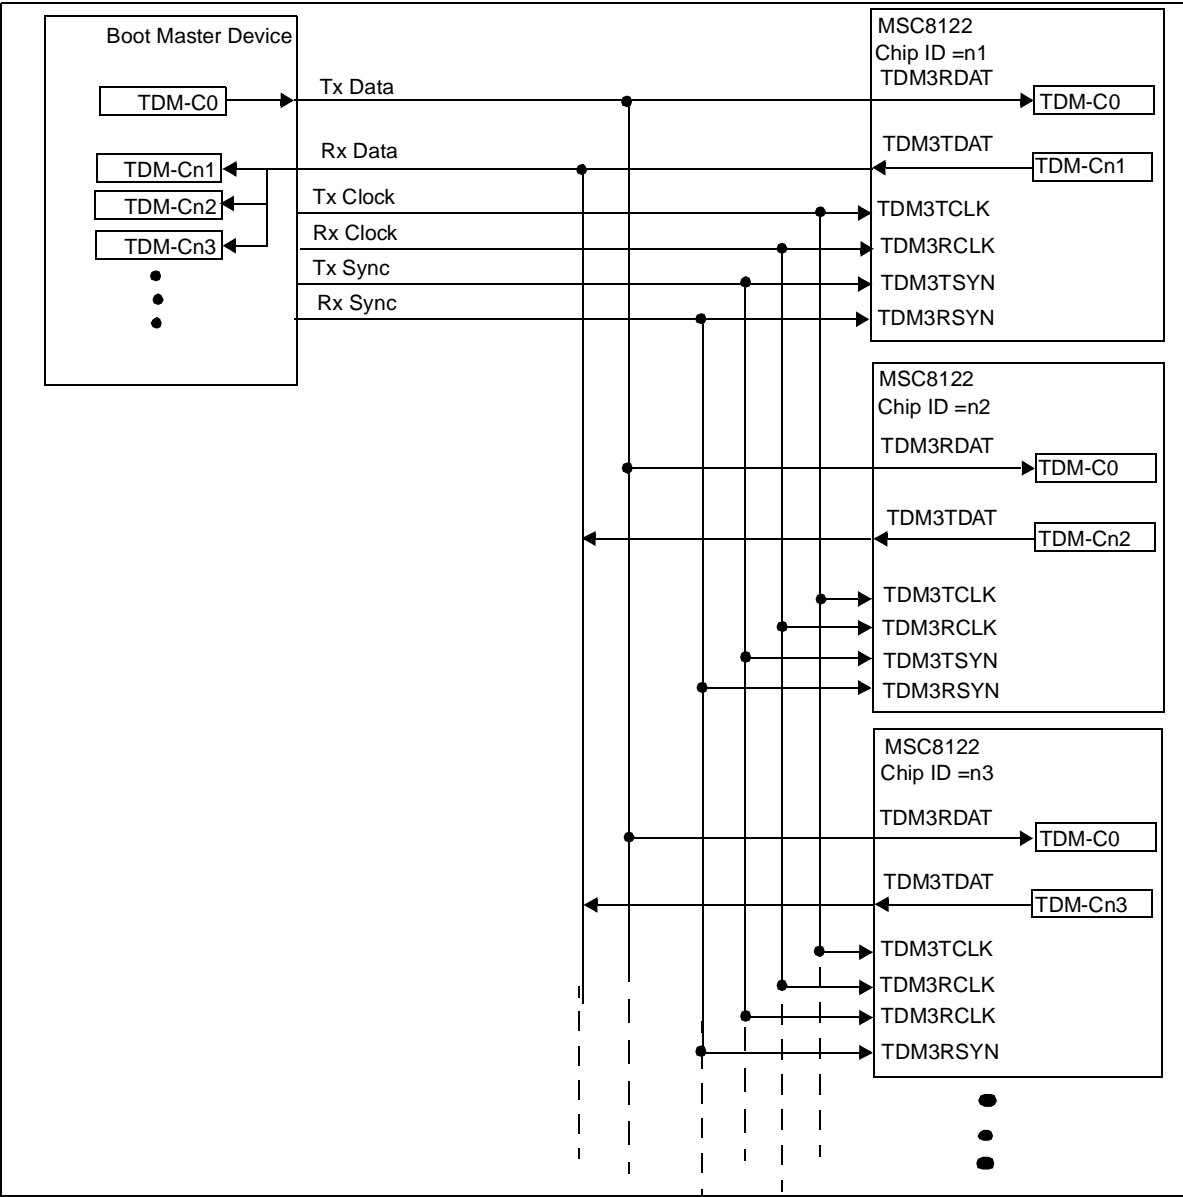 Boot Master Device
TDM-C0
TDM-Cn1
TDM-Cn2
TDM-Cn3
Tx Data
Rx Data
Tx Clock
Rx Clock
Tx Sync
Rx Sync
MSC8122
Chip ID =n1
TDM3RDAT
TDM-C0
TDM3TDAT
TDM-Cn1
TDM3TCLK
TDM3RCLK
TDM3TSYN
TDM3RSYN
MSC8122
Chip ID =n2
TDM3RDAT
TDM-C0
TDM3TDAT
TDM-Cn2
TDM3TCLK
TDM3RCLK
TDM3TSYN
TDM3RSYN
MSC8122
Chip ID =n3
TDM3RDAT
TDM-C0
TDM3TDAT
TDM-Cn3
TDM3TCLK
TDM3RCLK
TDM3RCLK
TDM3RSYN